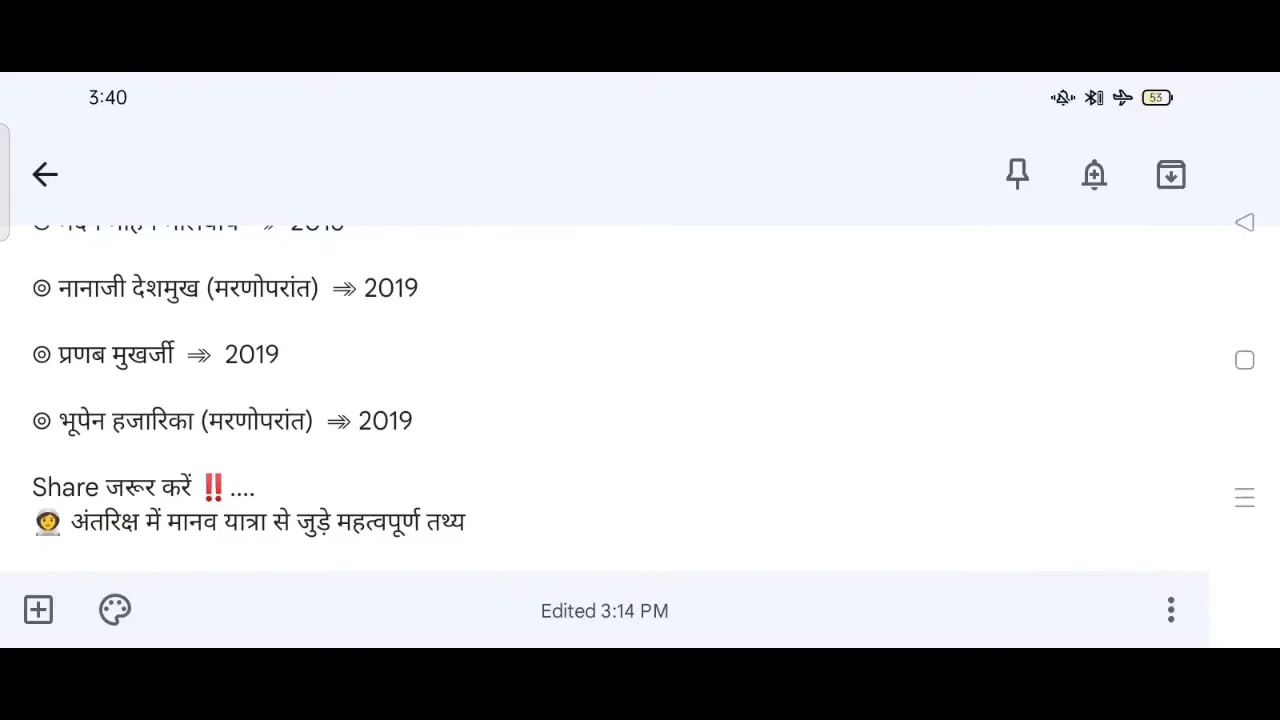 3:40
53
◎ नानाजी देशमुख (मरणोपरांत) ⇛ 2019
◎ प्रणब मुखर्जी ⇛ 2019
◎ भूपेन हजारिका (मरणोपरांत) ⇛ 2019
Share जरूर करें ‼️....
👩‍🚀 अंतरिक्ष में मानव यात्रा से जुड़े महत्वपूर्ण तथ्य
Edited 3:14 PM